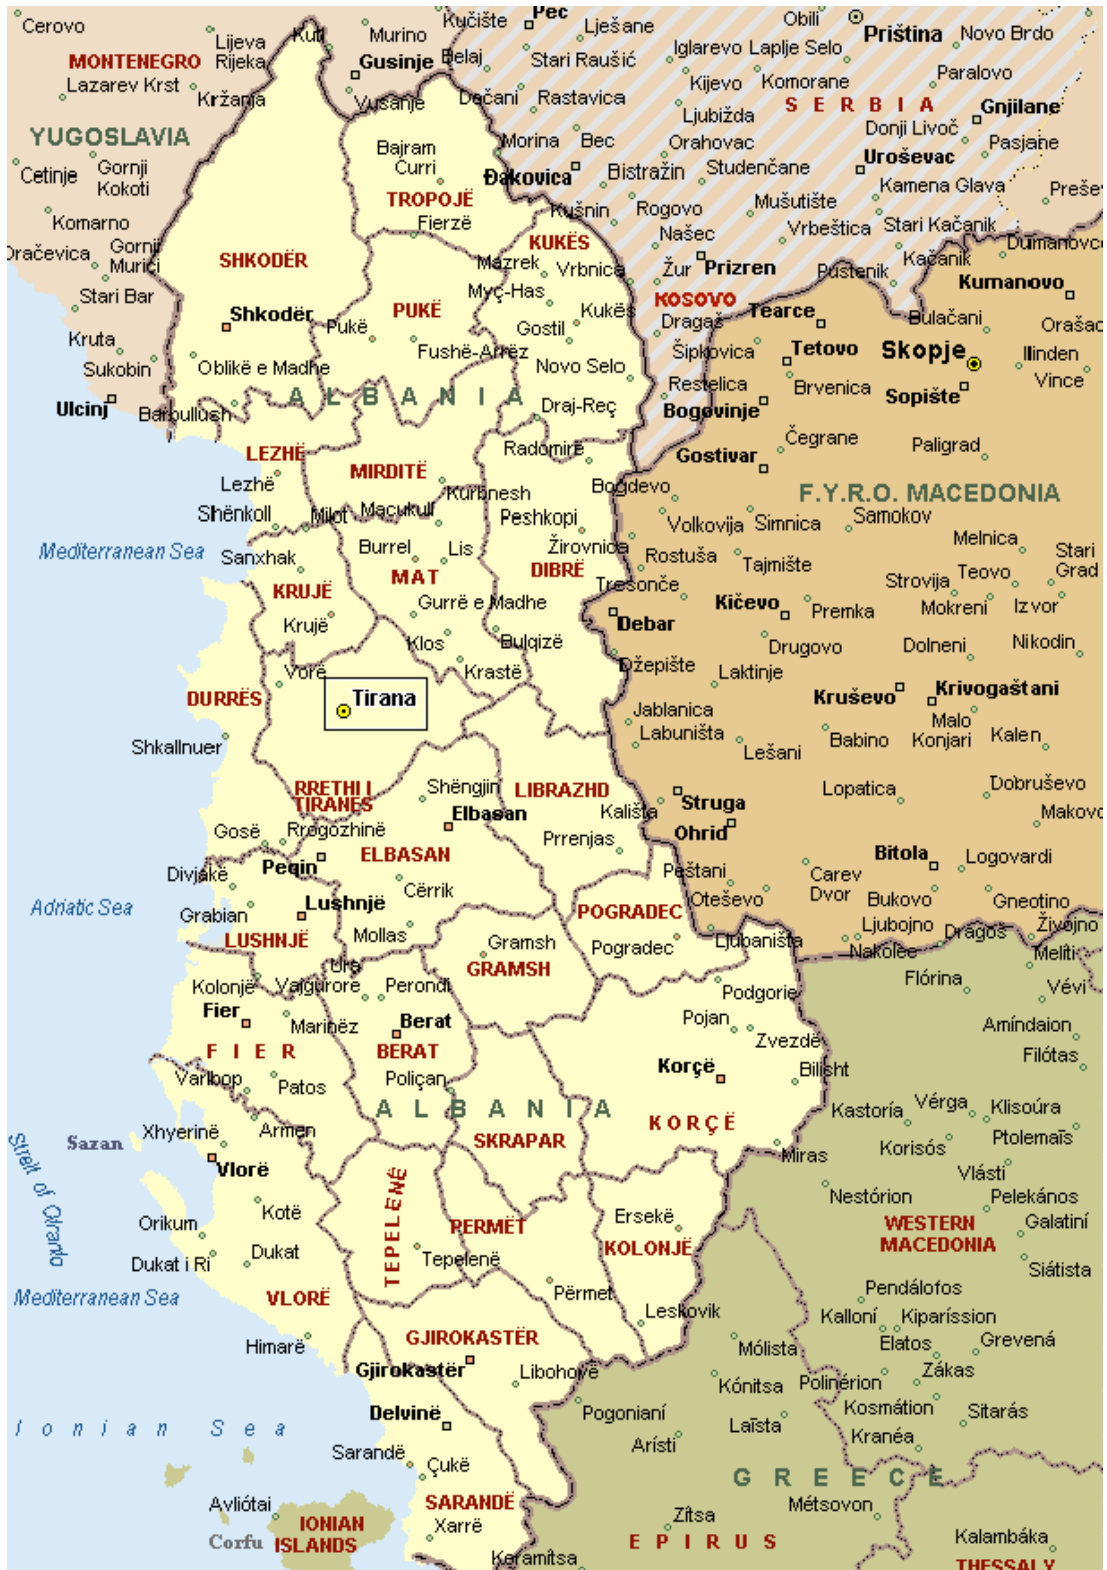 Cerovo
Kuti
Murino
Kučište
Pec
Lješane
Obili
Priština
Novo Brdo
Lijeva
Rijeka
MONTENEGRO
Gusinje
Belaj
Stari Raušić
Iglarevo
Laplje Selo
Lazarev Krst
Kržanja
Vusanje
Dečani
Rastavica
Kijevo
Komorane
Paralovo
Ljubižda
SERBIA
Gnjilane
YUGOSLAVIA
Bajram
Curri
Morina
Bec
Orahovac
Donji Livoč
Pasjane
Cetinje
Gornji
Kokoti
Đakovica
Bistražin
Studenčane
Uroševac
TROPOJË
Kamena Glava
Preševo
Komarno
Fierzë
Kušnin
Rogovo
Mušutište
Stari Kačanik
Dračevica
Gornji
Murići
SHKODËR
KUKËS
Našec
Vrbeštica
Kačanik
Dumanovce
Mazrek
Vrbnica
Žur
Prizren
Pustenik
Kumanovo
Stari Bar
Myç-Has
KOSOVO
Shkodër
PUKË
Kukës
Tearce
Bulačani
Orašac
Kruta
Pukë
Gostil
Dragaš
Fushë-Arrëz
Šipkovica
Tetovo
Skopje
Ilinden
Sukobin
Oblikë e Madhe
Novo Selo
Restelica
Brvenica
Sopište
Vince
Ulcinj
Barbullush
ALBANIA
Draj-Reç
Bogovinje
LEZHË
MIRDITË
Radomirë
Gostivar
Čegrane
Paligrad
Lezhë
Kurbnesh
Bogdevo
F.Y.R.O. MACEDONIA
Shënkoll
Milot
Macukull
Peshkopi
Volkovija
Simnica
Samokov
Mediterranean Sea
Sanxhak
Burrel
Lis
Žirovnica
Rostuša
Tajmište
Melnica
Stari
Grad
KRUJË
MAT
DIBRË
Tresonče
Strovija
Teovo
Krujë
Gurrë e Madhe
Debar
Kičevo
Premka
Mokreni
Izvor
Klos
Bulqizë
Drugovo
Dolneni
Nikodin
Vorë
Krastë
Džepište
Laktinje
DURRËS
Tirana
Kruševo
Krivogaštani
Jablanica
Malo
Konjari
Kalen
Shkallnuer
Labuništa
Lešani
Babino
RRETHI I
TIRANËS
Shëngjin
LIBRAZHD
Lopatica
Dobruševo
Struga
Elbasan
Kališta
Ohrid
Makovo
Gosë
Rrogozhinë
Prrenjas
Peqin
ELBASAN
Bitola
Logovardi
Divjakë
Cërrik
Peštani
Carev
Dvor
Adriatic Sea
Grabian
Lushnjë
Oteševo
Bukovo
Gneotino
LUSHNJË
Mollas
POGRADEC
Ljubojno
Dragoš
Živojno
Gramsh
Pogradec
Ljubaništa
Nakolec
Melíti
Kolonjë
Ura
Vajgurore
Perondi
GRAMSH
Podgorie
Flórina
Vévi
Fier
Marinëz
Berat
Pojan
Zvezdë
Amíndaion
FIER
BERAT
Korçë
Bilisht
Filótas
Varibop
Patos
Poliçan
ALBANIA
Kastoría
Vérga
Klisoúra
Sazan
Xhyerinë
Armen
SKRAPAR
KORÇË
Korisós
Ptolemaïs
Strait of Otranto
Vlorë
Miras
Vlásti
TEPELENË
Kotë
Nestórion
Pelekános
Orikum
PERMËT
Ersekë
WESTERN
MACEDONIA
Galatiní
Dukat i Ri
Dukat
Tepelenë
KOLONJË
Siátista
Mediterranean Sea
VLORË
Përmet
Pendálofos
Leskovik
Kalloní
Kiparíssion
Himarë
GJIROKASTËR
Mólista
Elatos
Grevená
Gjirokastër
Libohovë
Kónitsa
Polinérion
Zákas
Delvinë
Pogonianí
Laïsta
Kosmátion
Sitarás
Ionian Sea
Sarandë
Arísti
Kranéa
Çukë
GREECE
Avliótai
SARANDË
Métsovon
Corfu
IONIAN
ISLANDS
Xarrë
Zítsa
EPIRUS
Kalambáka
Keramítsa
THESSALY